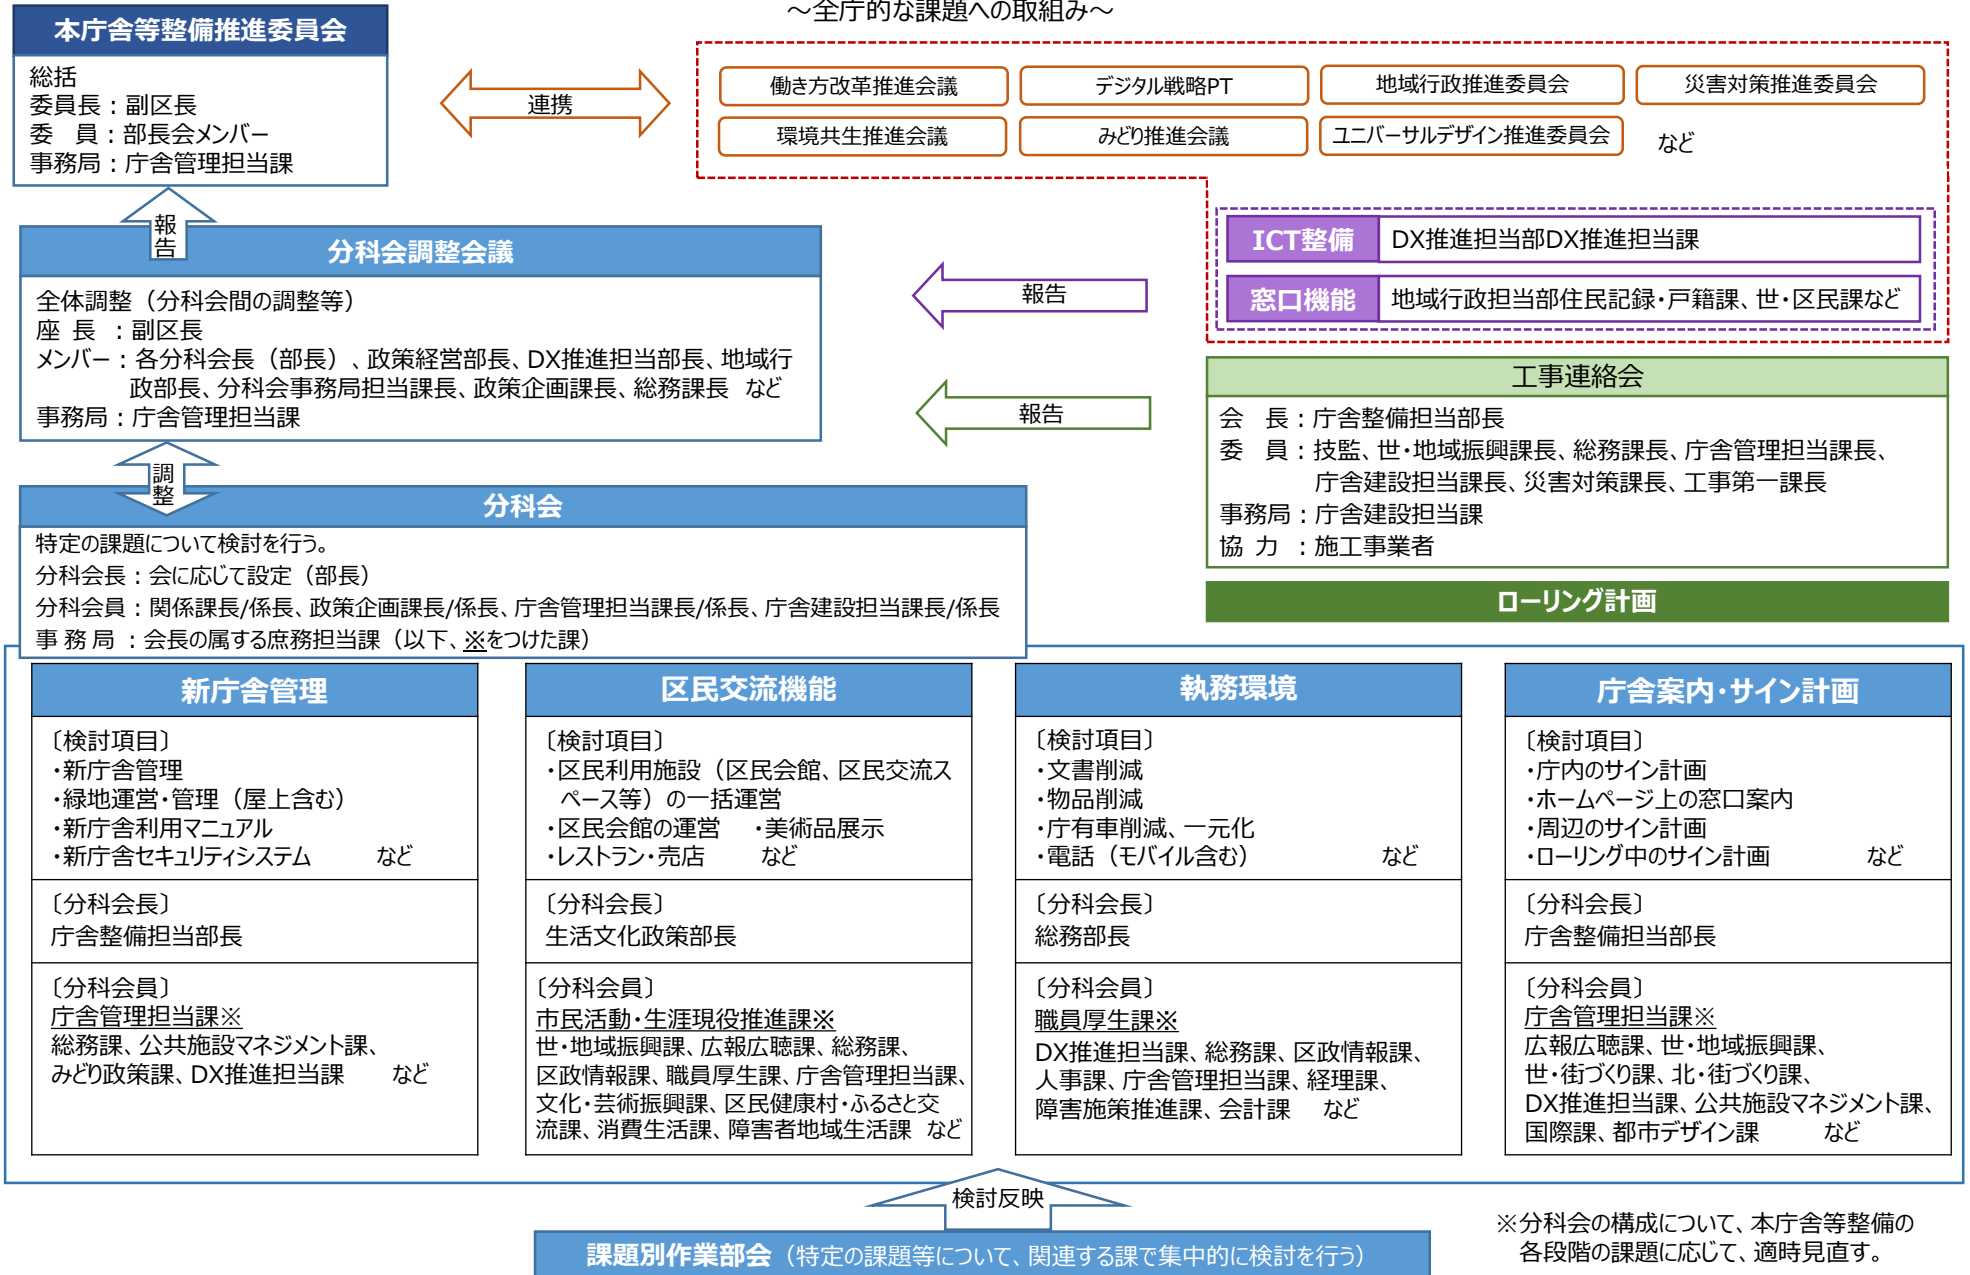 ～全庁的な課題への取組み～
本庁舎等整備推進委員会
総括
委員長：副区長
委　員：部長会メンバー
事務局：庁舎管理担当課
連携
働き方改革推進会議
デジタル戦略PT
地域行政推進委員会
災害対策推進委員会
環境共生推進会議
みどり推進会議
ユニバーサルデザイン推進委員会
など
報告
ICT整備
DX推進担当部DX推進担当課
窓口機能
地域行政担当部住民記録・戸籍課、世・区民課など
分科会調整会議
全体調整（分科会間の調整等）
座 長 ：副区長
メンバー：各分科会長（部長）、政策経営部長、DX推進担当部長、地域行
政部長、分科会事務局担当課長、政策企画課長、総務課長　など
事務局：庁舎管理担当課
報告
報告
工事連絡会
会　長：庁舎整備担当部長
委　員：技監、世・地域振興課長、総務課長、庁舎管理担当課長、
庁舎建設担当課長、災害対策課長、工事第一課長
事務局：庁舎建設担当課
協 力 ：施工事業者
ローリング計画
調整
分科会
特定の課題について検討を行う。
分科会長：会に応じて設定（部長）
分科会員：関係課長/係長、政策企画課長/係長、庁舎管理担当課長/係長、庁舎建設担当課長/係長
事 務 局 ：会長の属する庶務担当課（以下、※をつけた課）
新庁舎管理
〔検討項目〕
・新庁舎管理
・緑地運営・管理（屋上含む）
・新庁舎利用マニュアル
・新庁舎セキュリティシステム　　など
〔分科会長〕
庁舎整備担当部長
〔分科会員〕
庁舎管理担当課※
総務課、公共施設マネジメント課、
みどり政策課、DX推進担当課　　など
区民交流機能
〔検討項目〕
・区民利用施設（区民会館、区民交流ス
ペース等）の一括運営
・区民会館の運営　・美術品展示
・レストラン・売店　　など
〔分科会長〕
生活文化政策部長
〔分科会員〕
市民活動・生涯現役推進課※
世・地域振興課、広報広聴課、総務課、
区政情報課、職員厚生課、庁舎管理担当課、
文化・芸術振興課、区民健康村・ふるさと交
流課、消費生活課、障害者地域生活課　など
執務環境
〔検討項目〕
・文書削減
・物品削減
・庁有車削減、一元化
・電話（モバイル含む）　　など
〔分科会長〕
総務部長
〔分科会員〕
職員厚生課※
DX推進担当課、総務課、区政情報課、
人事課、庁舎管理担当課、経理課、
障害施策推進課、会計課　など
庁舎案内・サイン計画
〔検討項目〕
・庁内のサイン計画
・ホームページ上の窓口案内
・周辺のサイン計画
・ローリング中のサイン計画　　など
〔分科会長〕
庁舎整備担当部長
〔分科会員〕
庁舎管理担当課※
広報広聴課、世・地域振興課、
世・街づくり課、北・街づくり課、
DX推進担当課、公共施設マネジメント課、
国際課、都市デザイン課　　など
検討反映
課題別作業部会（特定の課題等について、関連する課で集中的に検討を行う）
※分科会の構成について、本庁舎等整備の
各段階の課題に応じて、適時見直す。